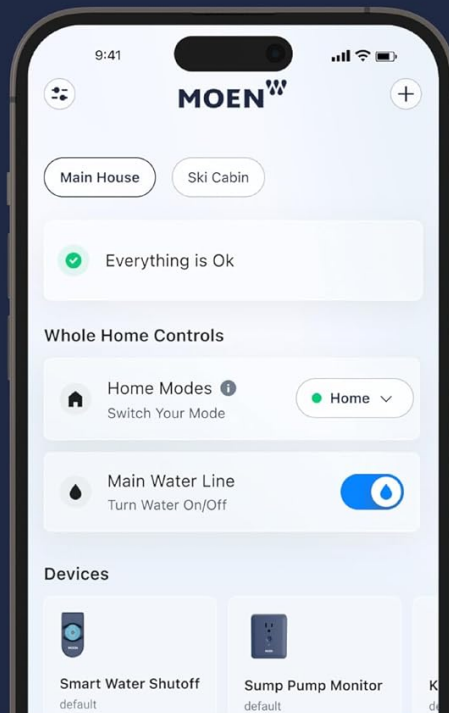 9:41
MOEN
Main House
Ski Cabin
Everything is Ok
Whole Home Controls
Home Modes
Switch Your Mode
Home
Main Water Line
Turn Water On/Off
Devices
Smart Water Shutoff
default
Sump Pump Monitor
default
K